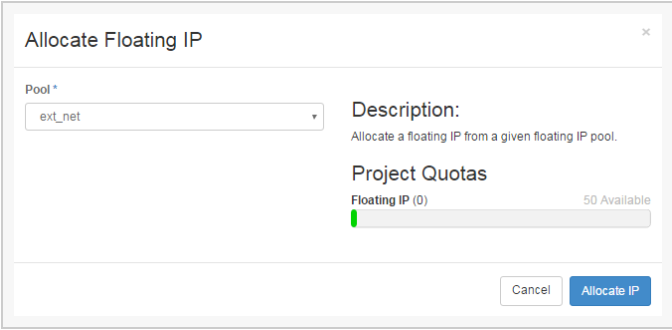 Allocate Floating IP
×
Pool *
ext_net
Description:
Allocate a floating IP from a given floating IP pool.
Project Quotas
Floating IP (0) 50 Available
Cancel Allocate IP